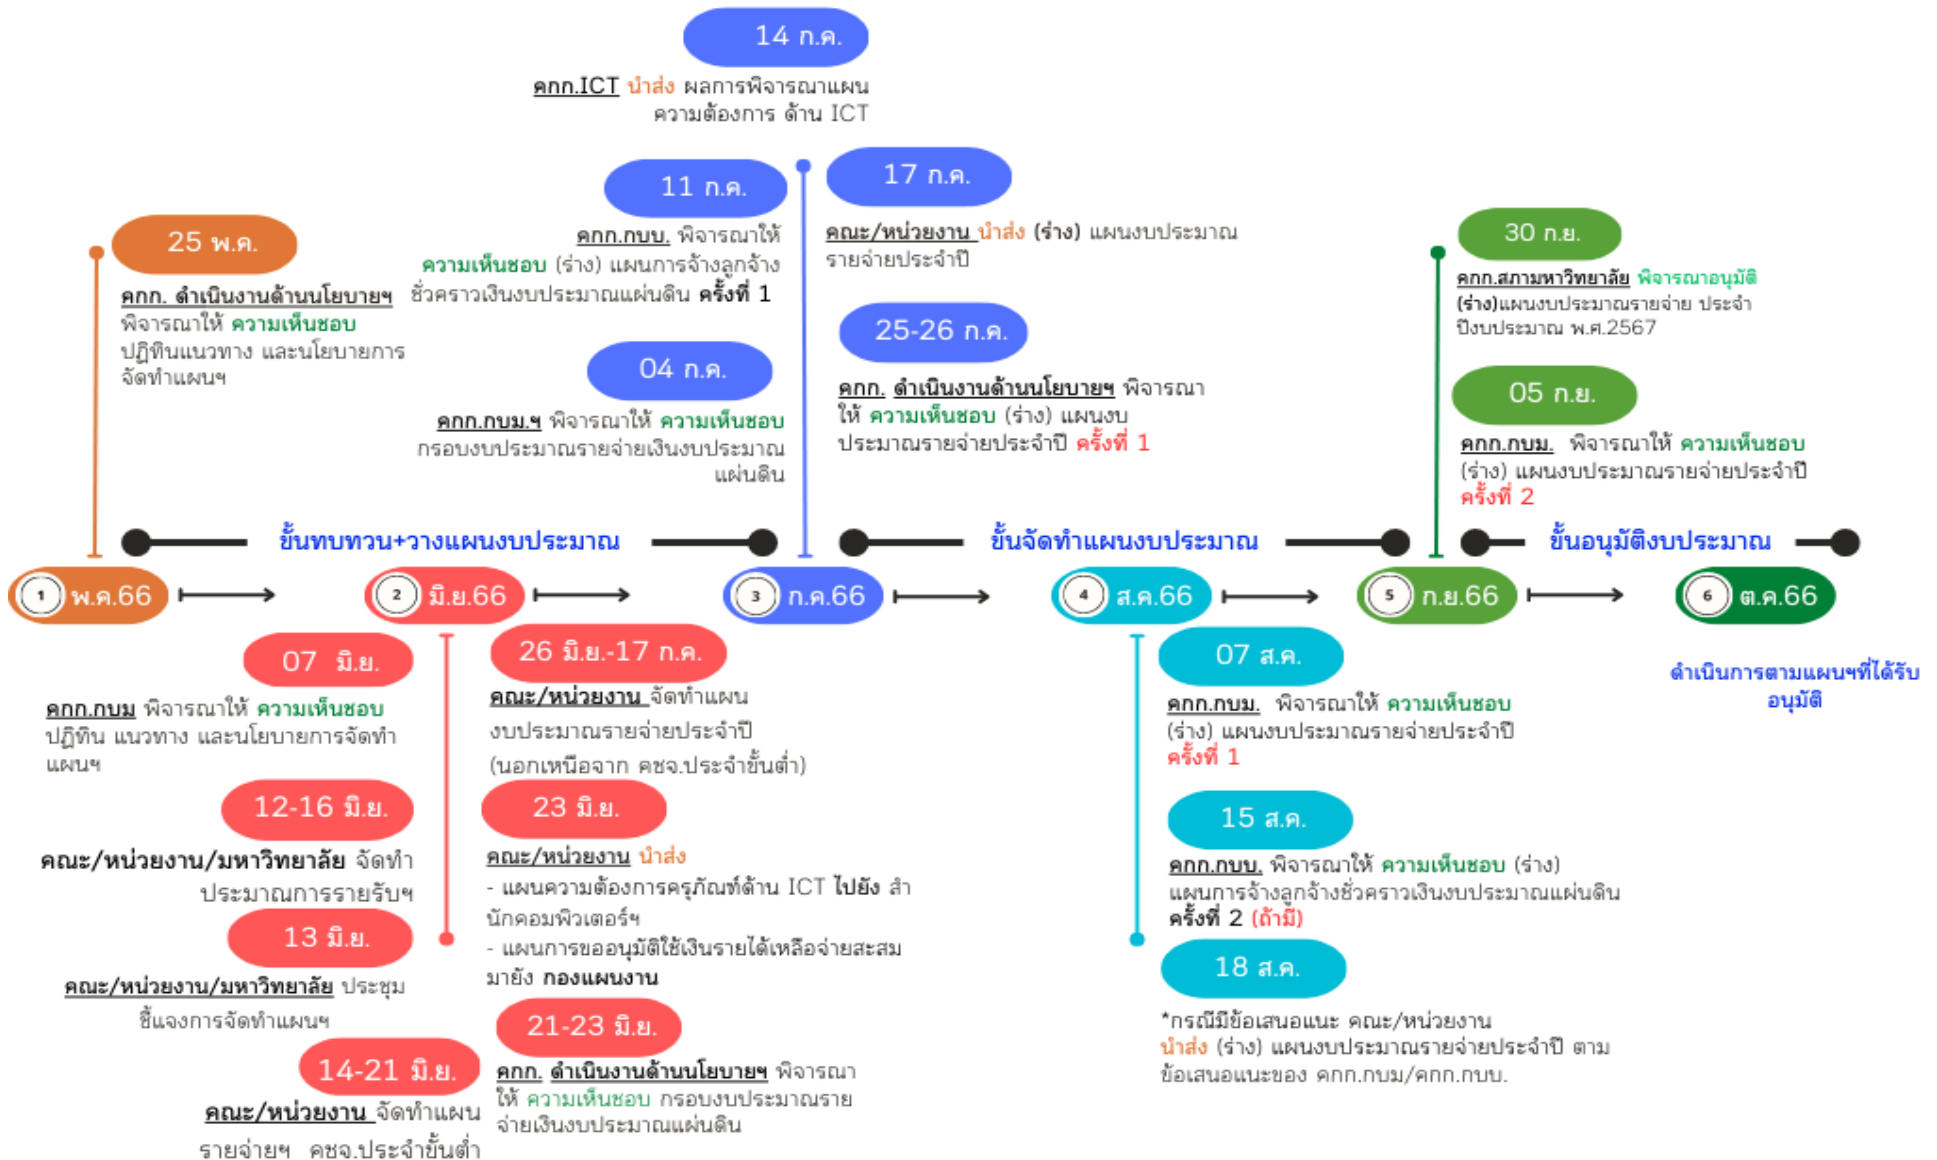 14 ก.ค.
คกก.ICT นำส่ง ผลการพิจารณาแผน
ความต้องการ ด้าน ICT
11 ก.ค.
คกก.กบบ. พิจารณาให้
ความเห็นชอบ (ร่าง) แผนการจ้างลูกจ้าง
ชั่วคราวเงินงบประมาณแผ่นดิน ครั้งที่ 1
04 ก.ค.
คกก.กบม.ฯ พิจารณาให้ ความเห็นชอบ
กรอบงบประมาณรายจ่ายเงินงบประมาณ
แผ่นดิน
17 ก.ค.
คณะ/หน่วยงาน นำส่ง (ร่าง) แผนงบประมาณ
รายจ่ายประจำปี
25-26 ก.ค.
คกก. ดำเนินงานด้านนโยบายฯ พิจารณา
ให้ ความเห็นชอบ (ร่าง) แผนงบ
ประมาณรายจ่ายประจำปี ครั้งที่ 1
25 พ.ค.
คกก. ดำเนินงานด้านนโยบายฯ
พิจารณาให้ ความเห็นชอบ
ปฏิทินแนวทาง และนโยบายการ
จัดทำแผนฯ
30 ก.ย.
คกก.สภามหาวิทยาลัย พิจารณาอนุมัติ
(ร่าง)แผนงบประมาณรายจ่าย ประจำ
ปีงบประมาณ พ.ศ.2567
05 ก.ย.
คกก.กบม. พิจารณาให้ ความเห็นชอบ
(ร่าง) แผนงบประมาณรายจ่ายประจำปี
ครั้งที่ 2
ขั้นทบทวน+วางแผนงบประมาณ
ขั้นจัดทำแผนงบประมาณ
ขั้นอนุมัติงบประมาณ
1 พ.ค.66
2 มิ.ย.66
3 ก.ค.66
4 ส.ค.66
5 ก.ย.66
6 ต.ค.66
07 มิ.ย.
คกก.กบม พิจารณาให้ ความเห็นชอบ
ปฏิทิน แนวทาง และนโยบายการจัดทำ
แผนฯ
12-16 มิ.ย.
คณะ/หน่วยงาน/มหาวิทยาลัย จัดทำ
ประมาณการรายรับฯ
13 มิ.ย.
คณะ/หน่วยงาน/มหาวิทยาลัย ประชุม
ชี้แจงการจัดทำแผนฯ
14-21 มิ.ย.
คณะ/หน่วยงาน จัดทำแผน
รายจ่ายฯ คชจ.ประจำขั้นต่ำ
26 มิ.ย.-17 ก.ค.
คณะ/หน่วยงาน จัดทำแผน
งบประมาณรายจ่ายประจำปี
(นอกเหนือจาก คชจ.ประจำขั้นต่ำ)
23 มิ.ย.
คณะ/หน่วยงาน นำส่ง
- แผนความต้องการครุภัณฑ์ด้าน ICT ไปยัง สำ
นักคอมพิวเตอร์ฯ
- แผนการขออนุมัติใช้เงินรายได้เหลือจ่ายสะสม
มายัง กองแผนงาน
21-23 มิ.ย.
คกก. ดำเนินงานด้านนโยบายฯ พิจารณา
ให้ ความเห็นชอบ กรอบงบประมาณราย
จ่ายเงินงบประมาณแผ่นดิน
07 ส.ค.
คกก.กบม. พิจารณาให้ ความเห็นชอบ
(ร่าง) แผนงบประมาณรายจ่ายประจำปี
ครั้งที่ 1
15 ส.ค.
คกก.กบบ. พิจารณาให้ ความเห็นชอบ (ร่าง)
แผนการจ้างลูกจ้างชั่วคราวเงินงบประมาณแผ่นดิน
ครั้งที่ 2 (ถ้ามี)
18 ส.ค.
*กรณีมีข้อเสนอแนะ คณะ/หน่วยงาน
นำส่ง (ร่าง) แผนงบประมาณรายจ่ายประจำปี ตาม
ข้อเสนอแนะของ คกก.กบม/คกก.กบบ.
ดำเนินการตามแผนฯที่ได้รับ
อนุมัติ